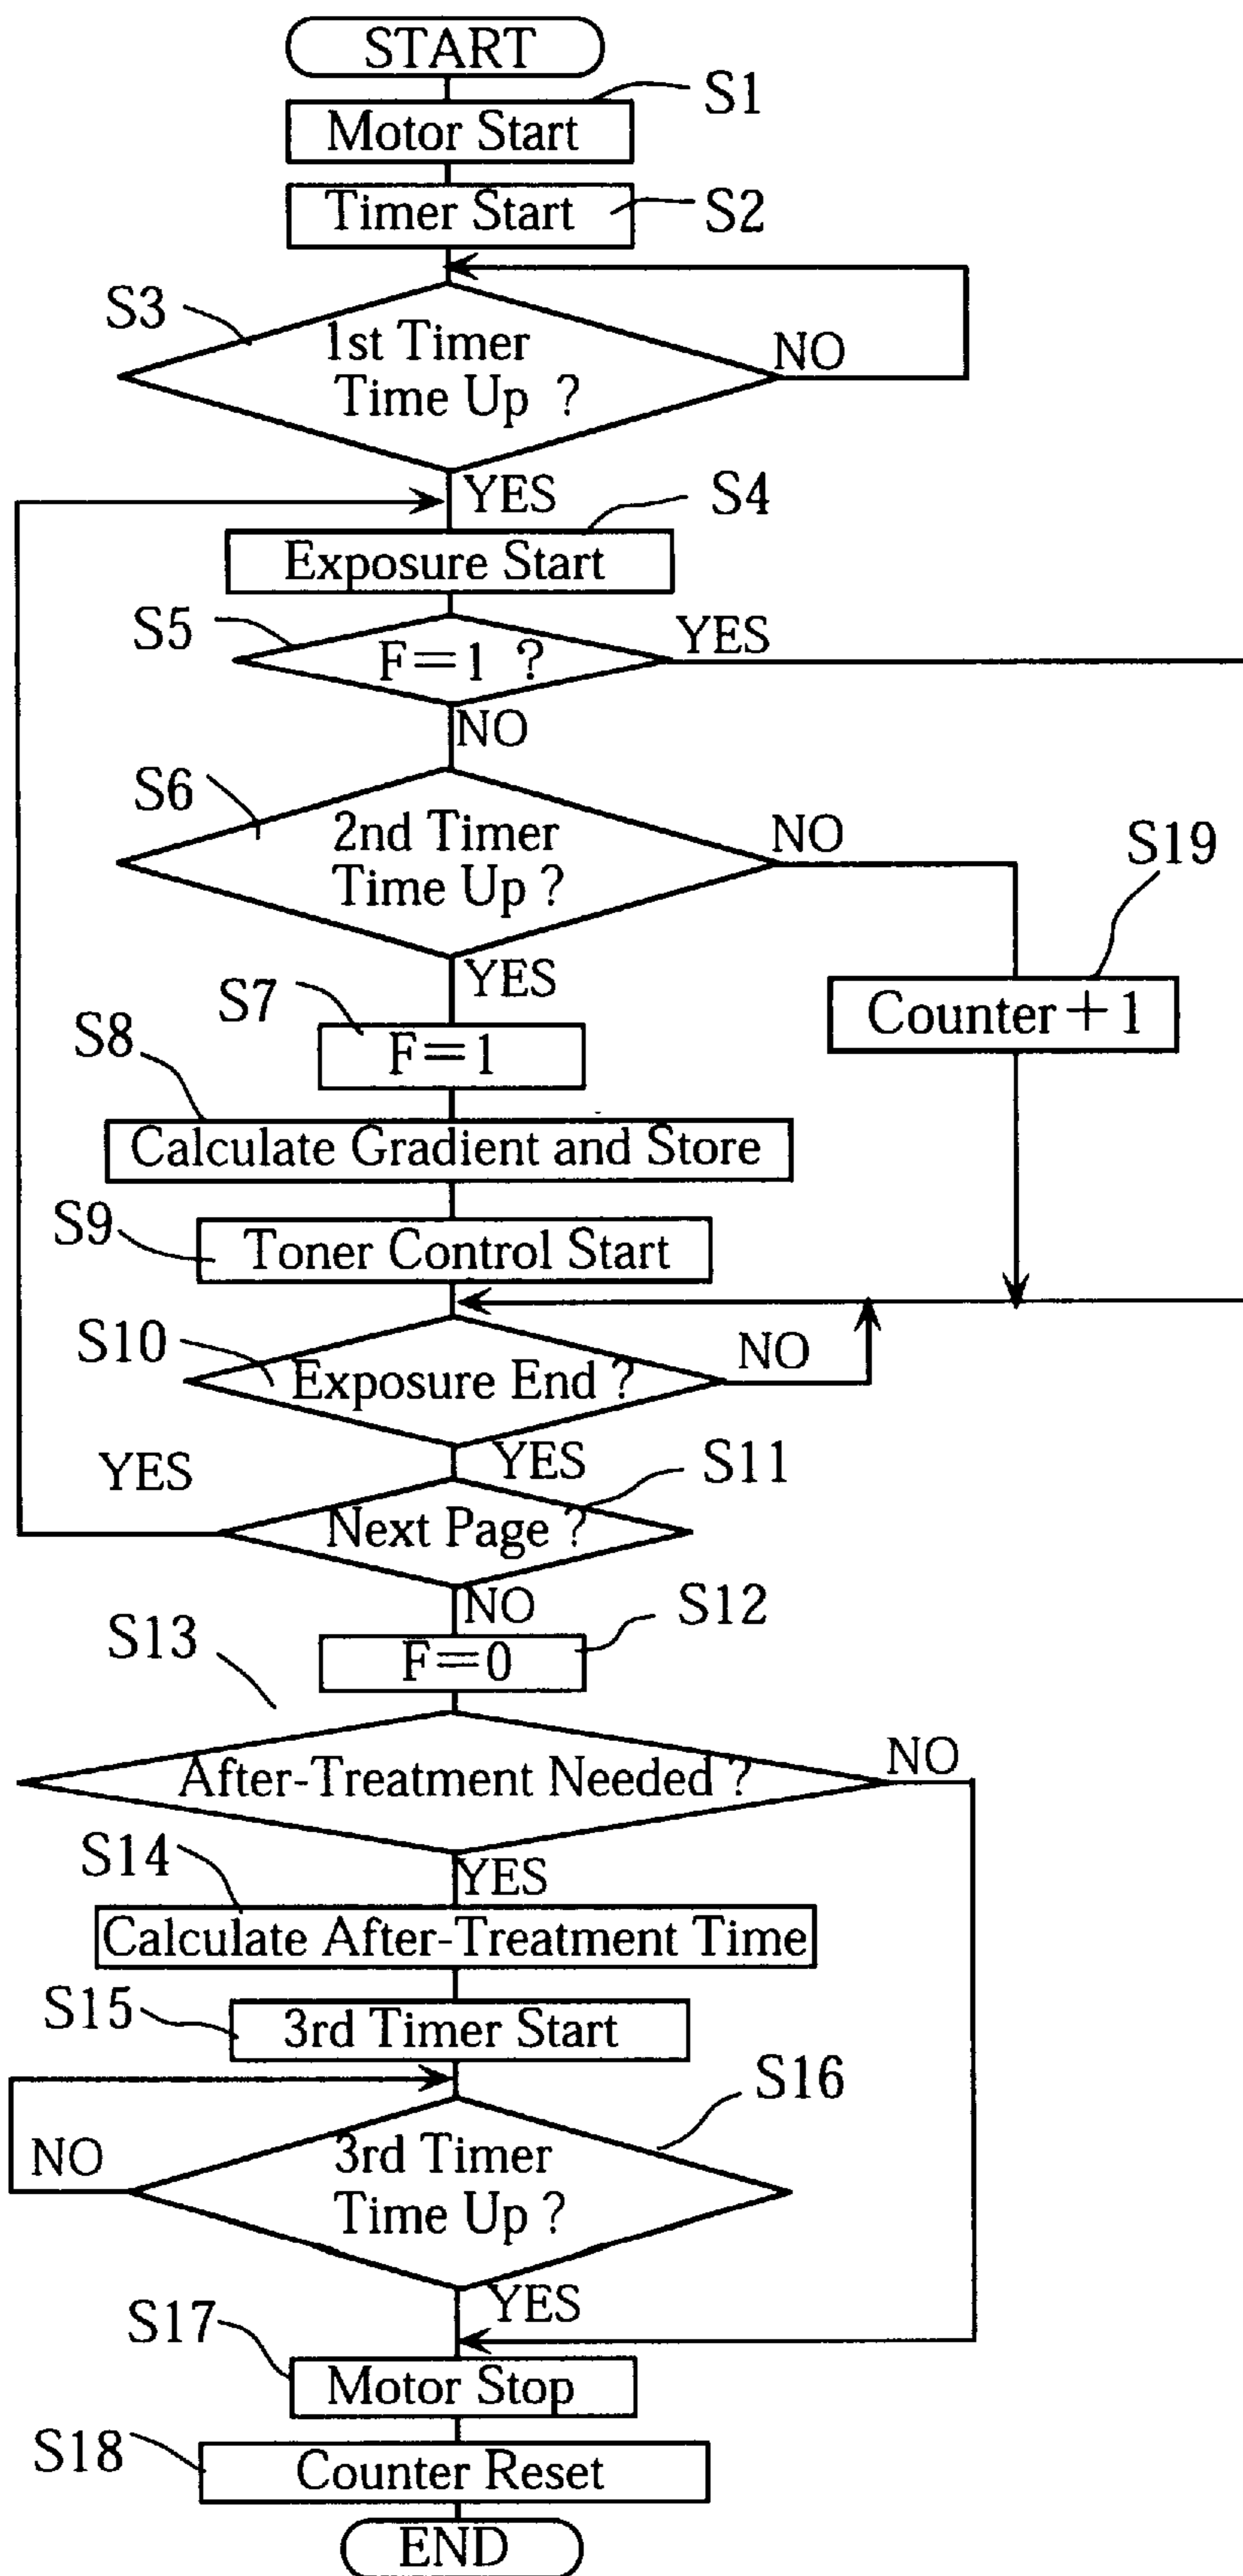 START
S1
Motor Start
Timer Start
S2
S3
1st Timer
Time Up ?
NO
YES
S4
Exposure Start
S5
F=1 ?
YES
NO
S6
2nd Timer
Time Up ?
NO
S19
YES
S7
Counter+1
F=1
S8
Calculate Gradient and Store
S9
Toner Control Start
S10
Exposure End ?
NO
YES
YES
S11
Next Page ?
NO
S12
S13
F=0
After-Treatment Needed ?
NO
S14
YES
Calculate After-Treatment Time
S15
3rd Timer Start
S16
NO
3rd Timer
Time Up ?
YES
S17
Motor Stop
S18
Counter Reset
END